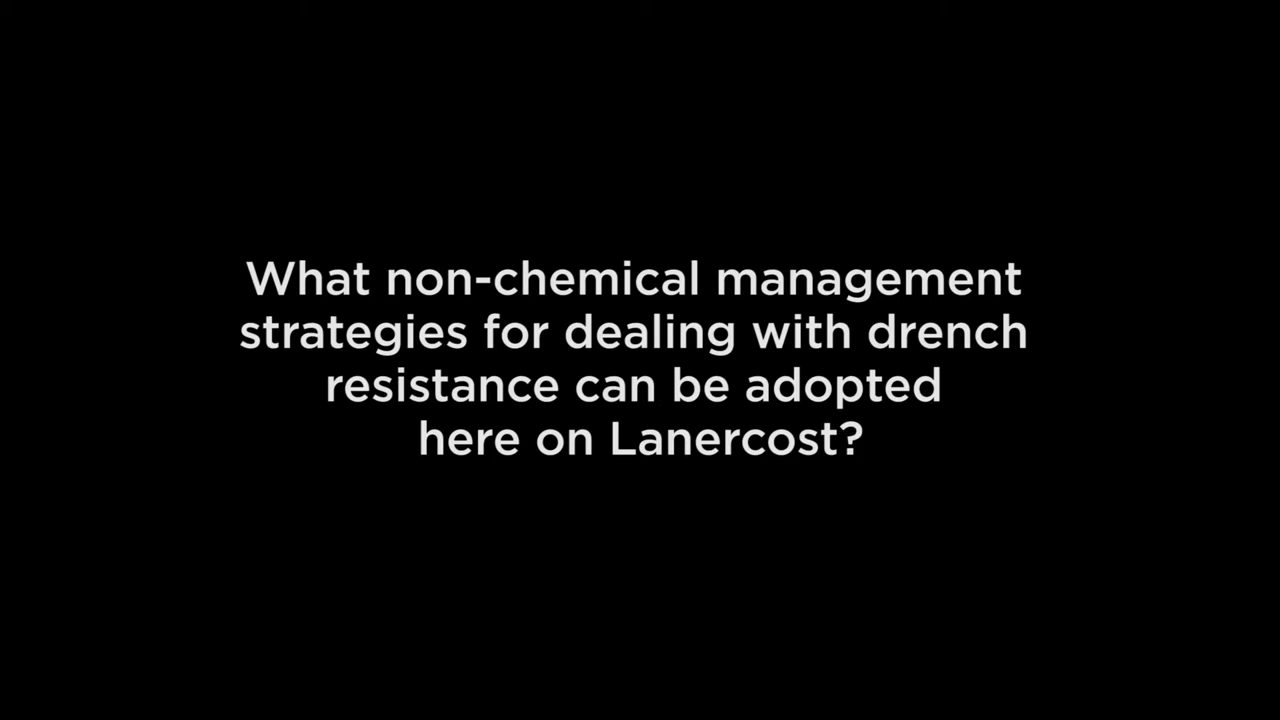 What non-chemical management
strategies for dealing with drench
resistance can be adopted
here on Lanercost?